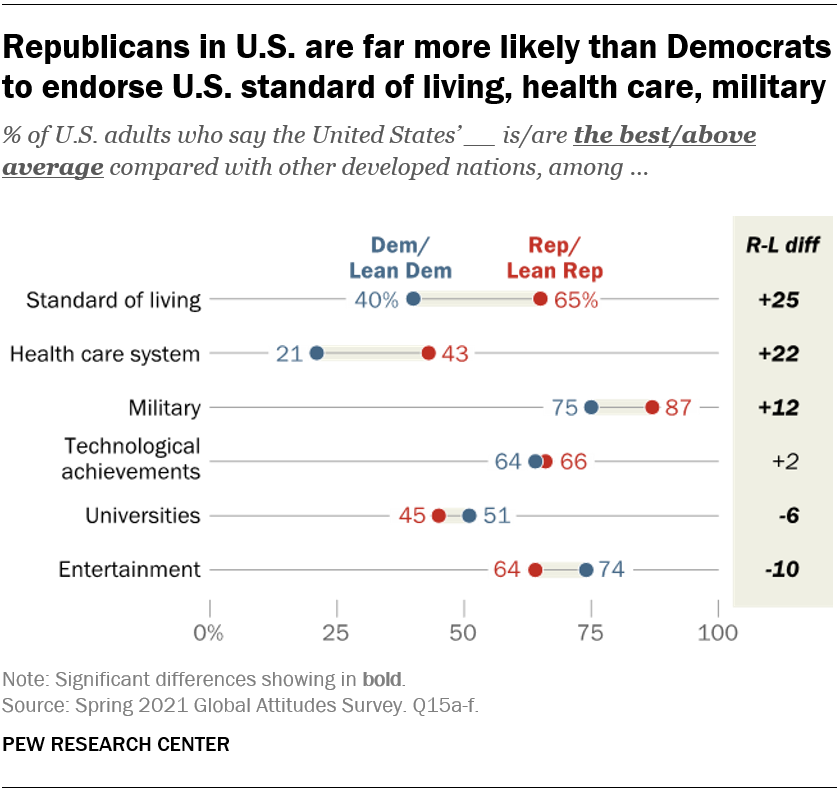 Republicans in U.S. are far more likely than Democrats
to endorse U.S. standard of living, health care, military
% of U.S. adults who say the United States' __ is/are the best/above
average compared with other developed nations, among ...
Dem/
Lean Dem
Rep/
Lean Rep
R-L diff
Standard of living 40% 65% +25
Health care system 21 43 +22
Military 75 87 +12
Technological
achievements 64 66 +2
Universities 45 51 -6
Entertainment 64 74 -10
0% 25 50 75 100
Note: Significant differences showing in bold.
Source: Spring 2021 Global Attitudes Survey. Q15a-f.
PEW RESEARCH CENTER